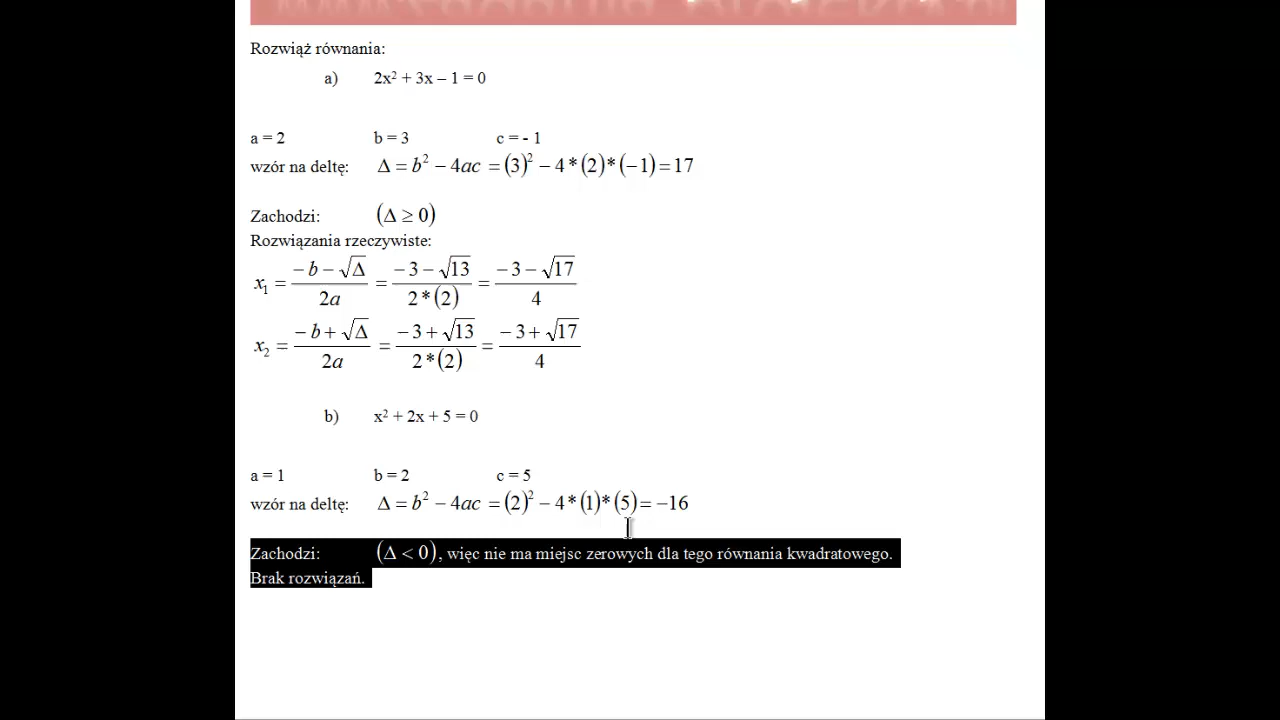 Rozwiąż równania:
a) 2x² + 3x – 1 = 0
a = 2 b = 3 c = - 1
wzór na deltę: Δ = b² − 4ac = (3)² − 4 * (2) * (−1) = 17
Zachodzi: (Δ ≥ 0)
Rozwiązania rzeczywiste:
x₁ = (−b − √Δ)/(2a) = (−3 − √13)/(2 * (2)) = (−3 − √17)/4
x₂ = (−b + √Δ)/(2a) = (−3 + √13)/(2 * (2)) = (−3 + √17)/4
b) x² + 2x + 5 = 0
a = 1 b = 2 c = 5
wzór na deltę: Δ = b² − 4ac = (2)² − 4 * (1) * (5) = −16
Zachodzi: (Δ < 0), więc nie ma miejsc zerowych dla tego równania kwadratowego.
Brak rozwiązań.